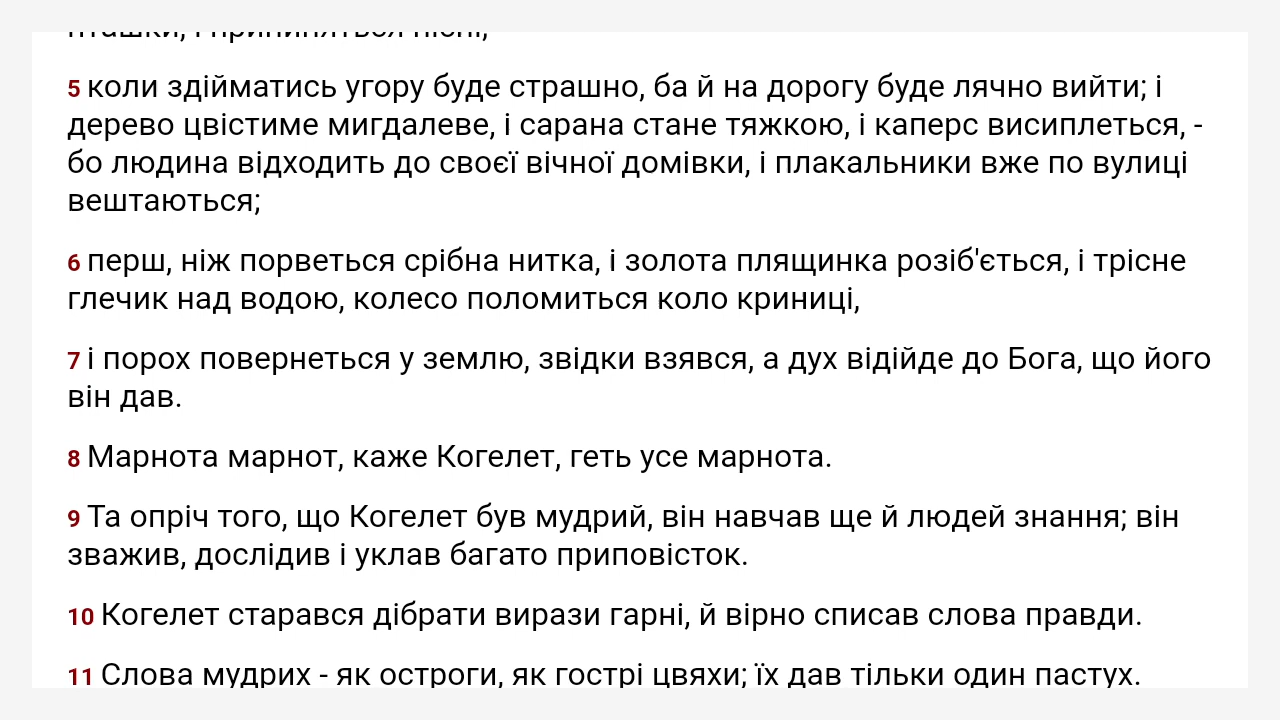 пташки, і припиняться пісні;
5 коли здійматись угору буде страшно, ба й на дорогу буде лячно вийти; і
дерево цвістиме мигдалеве, і сарана стане тяжкою, і каперс висиплеться, -
бо людина відходить до своєї вічної домівки, і плакальники вже по вулиці
вештаються;
6 перш, ніж порветься срібна нитка, і золота плящинка розіб'ється, і трісне
глечик над водою, колесо поломиться коло криниці,
7 і порох повернеться у землю, звідки взявся, а дух відійде до Бога, що його
він дав.
8 Марнота марнот, каже Когелет, геть усе марнота.
9 Та опріч того, що Когелет був мудрий, він навчав ще й людей знання; він
зважив, дослідив і уклав багато приповісток.
10 Когелет старався дібрати вирази гарні, й вірно списав слова правди.
11 Слова мудрих - як остроги, як гострі цвяхи; їх дав тільки один пастух.